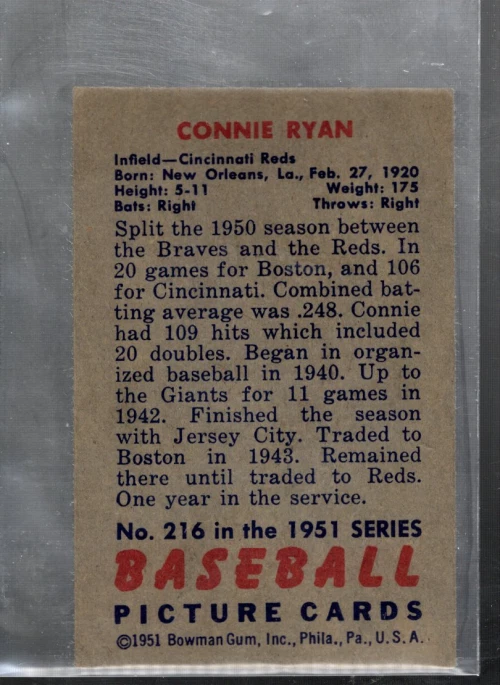 CONNIE RYAN
Infield—Cincinnati Reds
Born: New Orleans, La., Feb. 27, 1920
Height: 5-11 Weight: 175
Bats: Right Throws: Right
Split the 1950 season between
the Braves and the Reds. In
20 games for Boston, and 106
for Cincinnati. Combined bat-
ting average was .248. Connie
had 109 hits which included
20 doubles. Began in organ-
ized baseball in 1940. Up to
the Giants for 11 games in
1942. Finished the season
with Jersey City. Traded to
Boston in 1943. Remained
there until traded to Reds.
One year in the service.
No. 216 in the 1951 SERIES
BASEBALL
PICTURE CARDS
©1951 Bowman Gum, Inc., Phila., Pa., U.S.A.